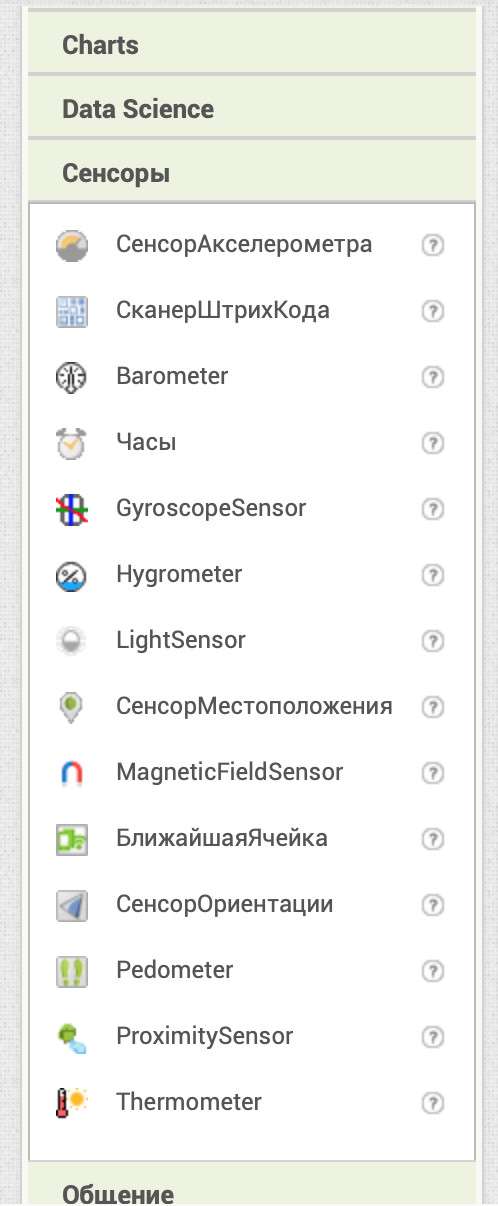 Charts
Data Science
Сенсоры
СенсорАкселерометра ?
СканерШтрихКода ?
Barometer ?
Часы ?
GyroscopeSensor ?
Hygrometer ?
LightSensor ?
СенсорМестоположения ?
MagneticFieldSensor ?
БлижайшаяЯчейка ?
СенсорОриентации ?
Pedometer ?
ProximitySensor ?
Thermometer ?
Общение